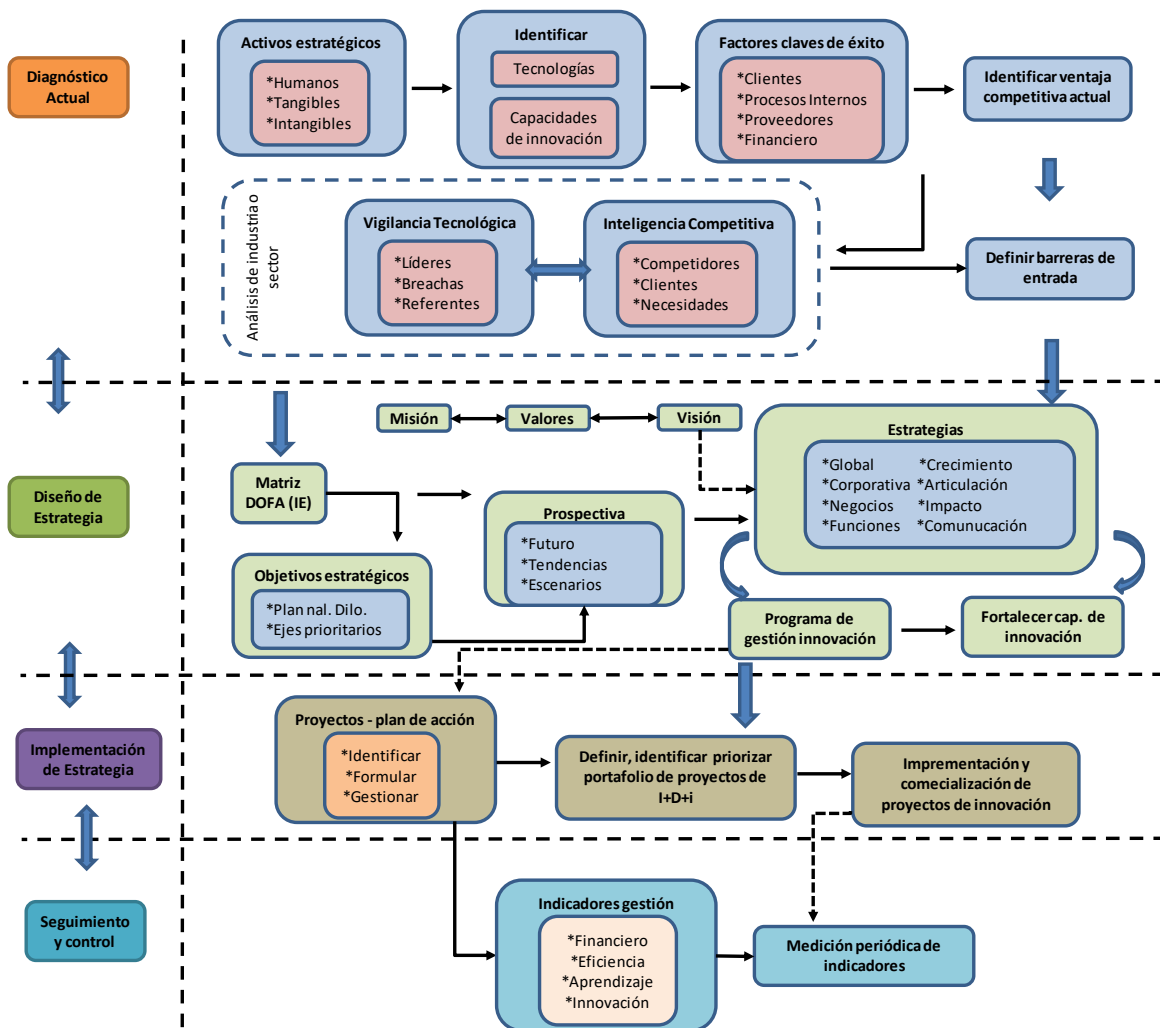 Diagnóstico
Actual
Activos estratégicos
*Humanos
*Tangibles
*Intangibles
Identificar
Tecnologías
Capacidades
de innovación
Factores claves de éxito
*Clientes
*Procesos Internos
*Proveedores
*Financiero
Identificar ventaja
competitiva actual
Análisis de industria o
sector
Vigilancia Tecnológica
*Líderes
*Breachas
*Referentes
Inteligencia Competitiva
*Competidores
*Clientes
*Necesidades
Definir barreras de
entrada
Diseño de
Estrategia
Misión
Valores
Visión
Matriz
DOFA (IE)
Objetivos estratégicos
*Plan nal. Dilo.
*Ejes prioritarios
Prospectiva
*Futuro
*Tendencias
*Escenarios
Estrategias
*Global
*Corporativa
*Negocios
*Funciones
*Crecimiento
*Articulación
*Impacto
*Comunucación
Programa de
gestión innovación
Fortalecer cap. de
innovación
Implementación
de Estrategia
Proyectos - plan de acción
*Identificar
*Formular
*Gestionar
Definir, identificar priorizar
portafolio de proyectos de
I+D+i
Imprementación y
comecialización de
proyectos de innovación
Seguimiento
y control
Indicadores gestión
*Financiero
*Eficiencia
*Aprendizaje
*Innovación
Medición periódica de
indicadores